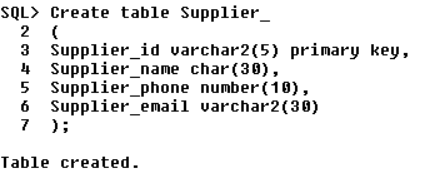 SQL> Create table Supplier_
2 (
3 Supplier_id varchar2(5) primary key,
4 Supplier_name char(30),
5 Supplier_phone number(10),
6 Supplier_email varchar2(30)
7 );
Table created.